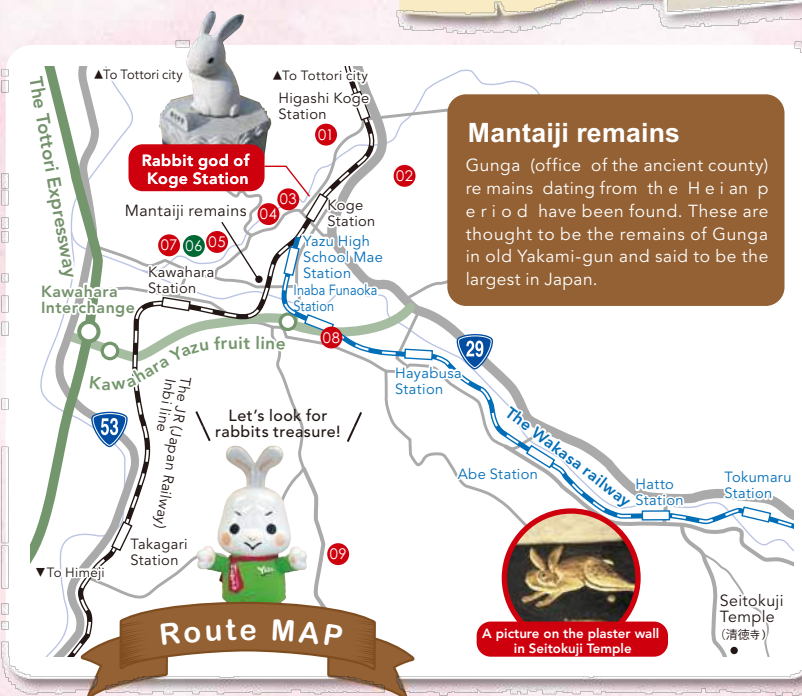 ▲To Tottori city
▲To Tottori city
Higashi Koge
Station
01
The Tottori Expressway
Rabbit god of
Koge Station
02
03
04
Koge
Station
Mantaiji remains
07
06
05
Yazu High
School Mae
Station
Kawahara
Station
Inaba Funaoka
Station
Kawahara
Interchange
08
Kawahara Yazu fruit line
29
Hayabusa
Station
53
The JR (Japan Railway)
Inbi line
Let's look for
rabbits treasure!
The Wakasa railway
Abe Station
Hatto
Station
Tokumaru
Station
Takagari
Station
09
▼To Himeji
Yazu
Seitokuji
Temple
(清徳寺)
A picture on the plaster wall
in Seitokuji Temple
Route MAP
Mantaiji remains
Gunga (office of the ancient county)
re mains dating from th e H e i an p
e r i o d have been found. These are
thought to be the remains of Gunga
in old Yakami-gun and said to be the
largest in Japan.